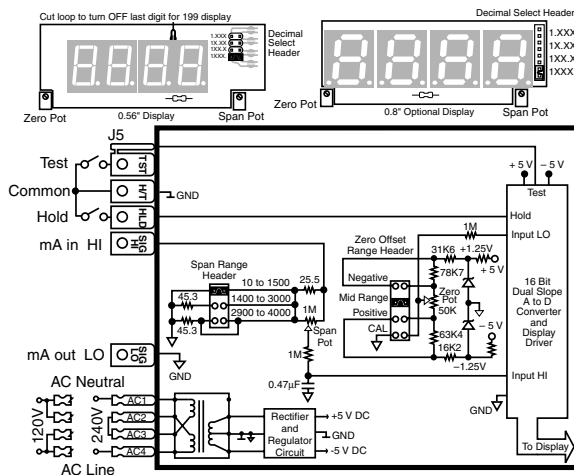 Cut loop to turn OFF last digit for 199 display
1.XXX
1X.XX
1XX.X
1XXX.
Decimal
Select
Header
Zero Pot
0.56" Display
Span Pot
Decimal Select Header
1.XXX
1X.XX
1XX.X
1XXX.
Zero Pot
0.8" Optional Display
Span Pot
J5
Test
TST
Common
H/T
GND
Hold
HLD
mA in HI
SIG
HI
Span Range
Header
10 to 1500
1400 to 3000
2900 to 4000
45.3
45.3
25.5
1M
Span
Pot
1M
0.47µF
mA out LO
SIG
LO
GND
Zero Offset
Range Header
Negative
Mid Range
Positive
CAL
1M
31K6
+1.25V
+ 5 V
78K7
Zero
Pot
50K
63K4
16K2
– 5 V
–1.25V
+ 5 V
– 5 V
Test
Hold
Input LO
16 Bit
Dual Slope
A to D
Converter
and
Display
Driver
Input HI
GND
To Display
AC Neutral
120V
240V
AC1
AC2
AC3
AC4
AC Line
Rectifier
and
Regulator
Circuit
+5 V DC
GND
-5 V DC